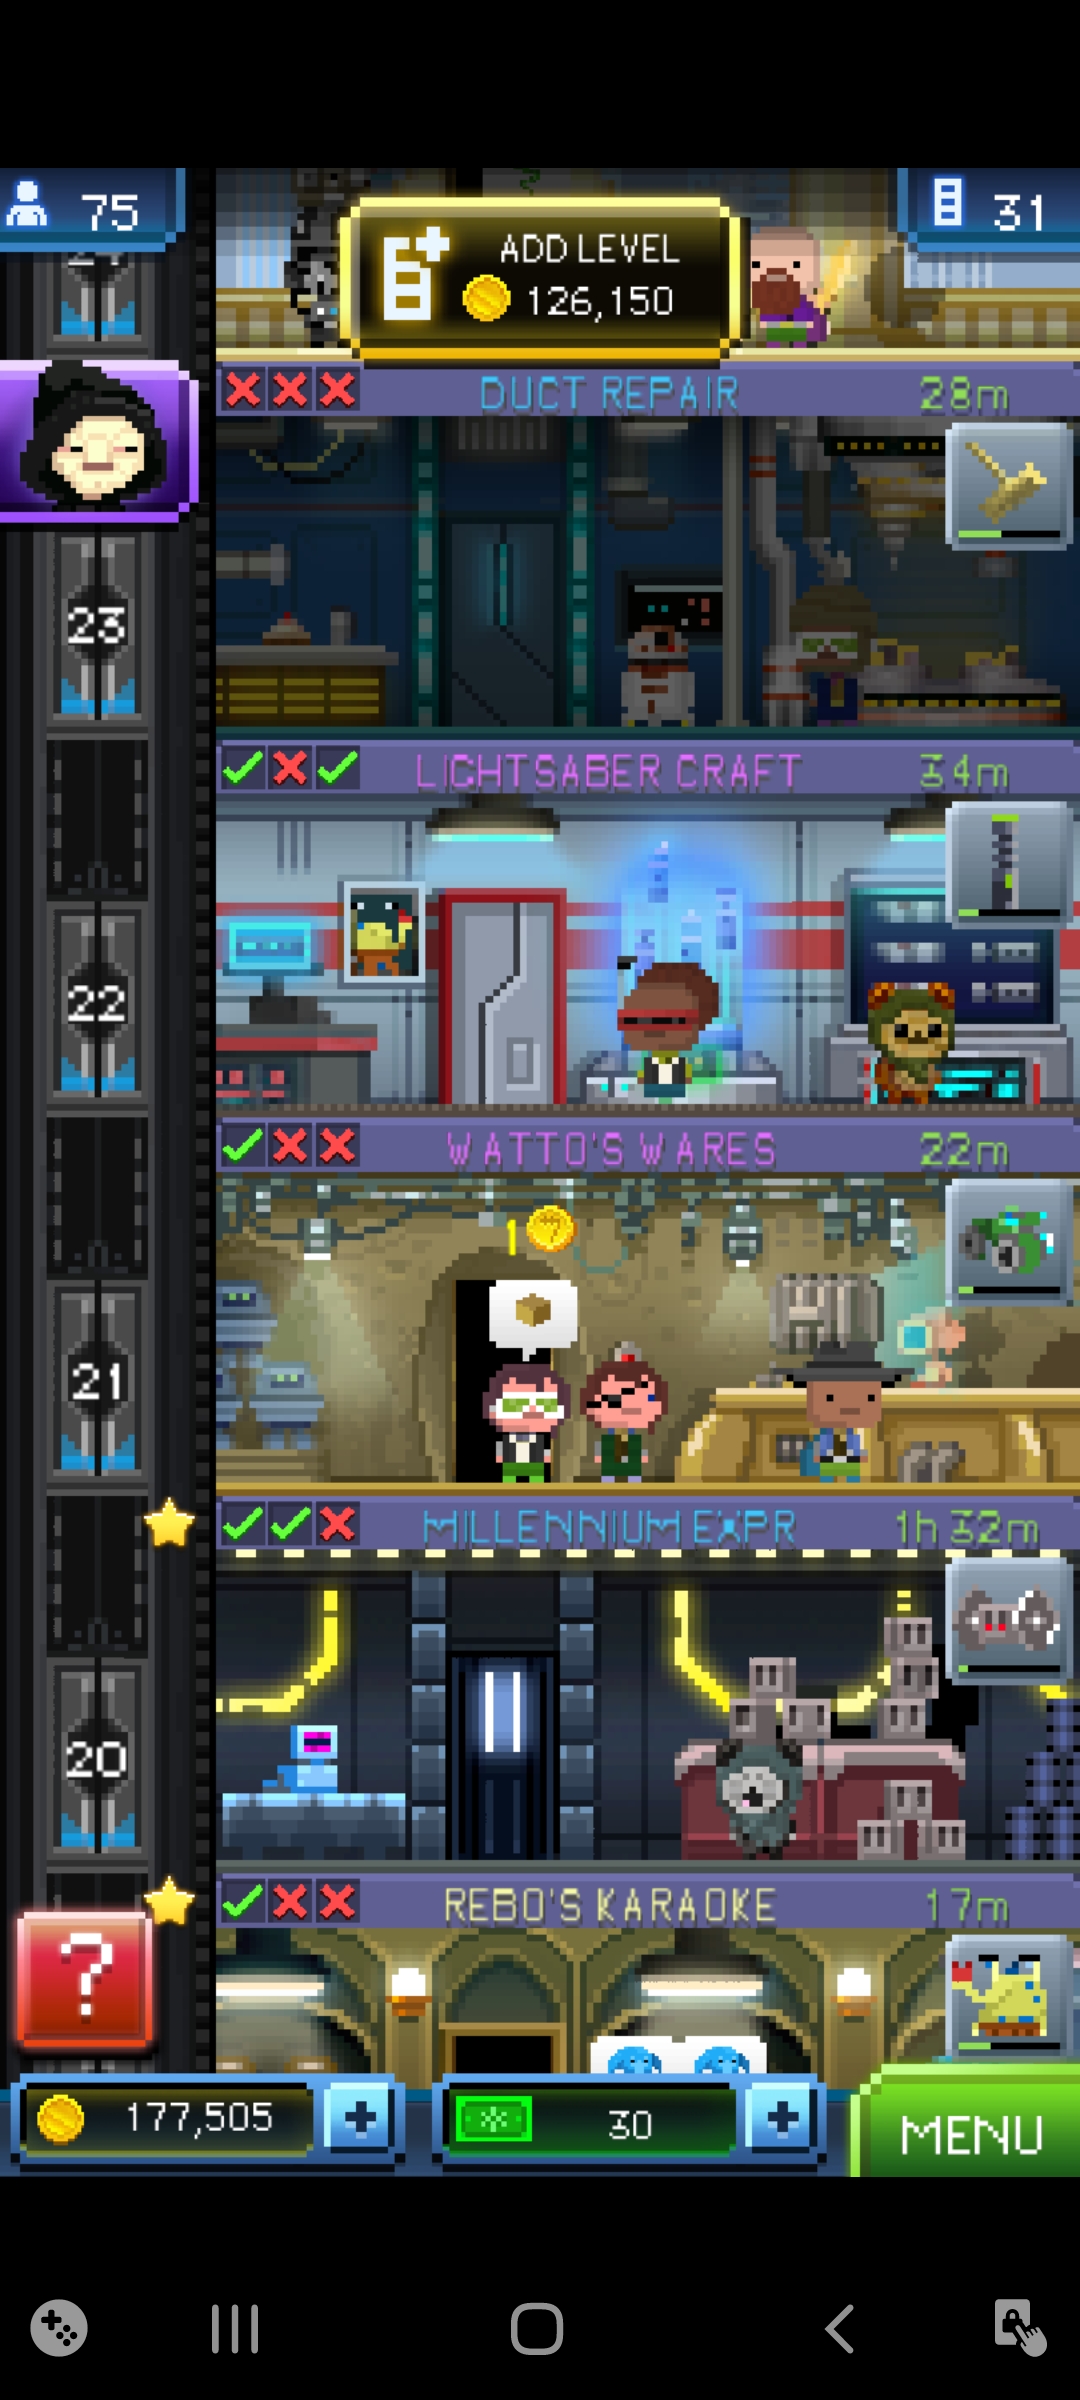 75
ADD LEVEL
126,150
31
DUCT REPAIR
28m
23
LIGHTSABER CRAFT
34m
22
WATTO'S WARES
22m
1
21
MILLENNIUM EXPR
1h 32m
20
REBO'S KARAOKE
17m
?
177,505
+
30
+
MENU